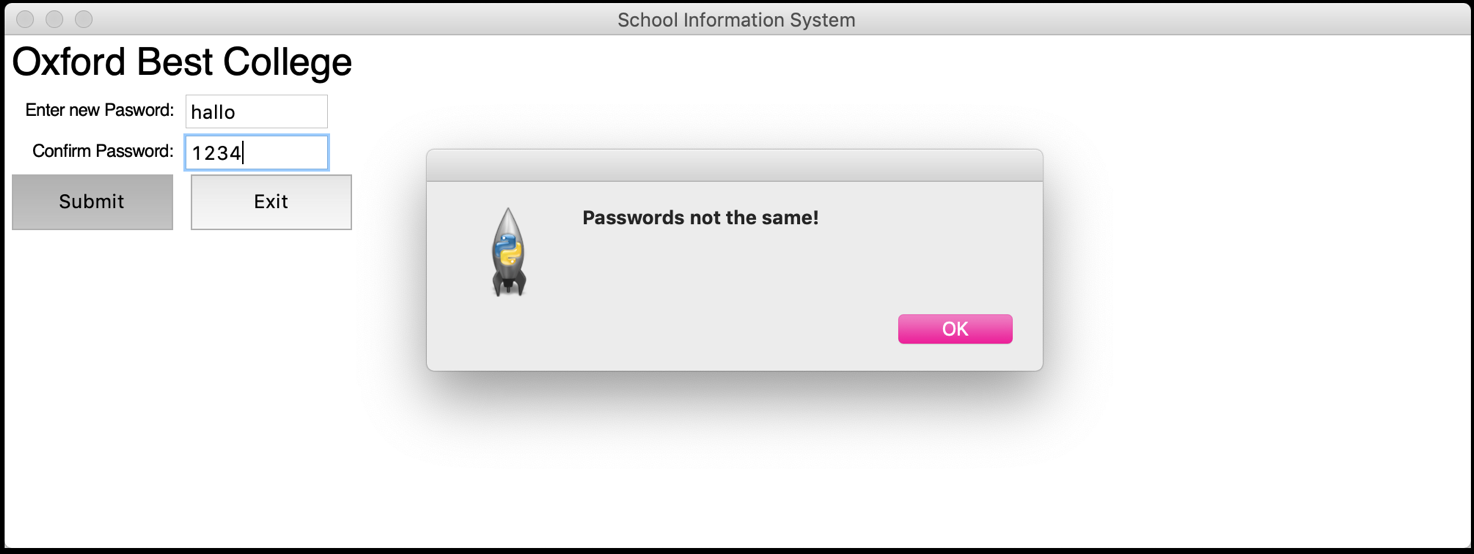 School Information System
Oxford Best College
Enter new Pasword: hallo
Confirm Password: 1234
Submit Exit
Passwords not the same!
OK